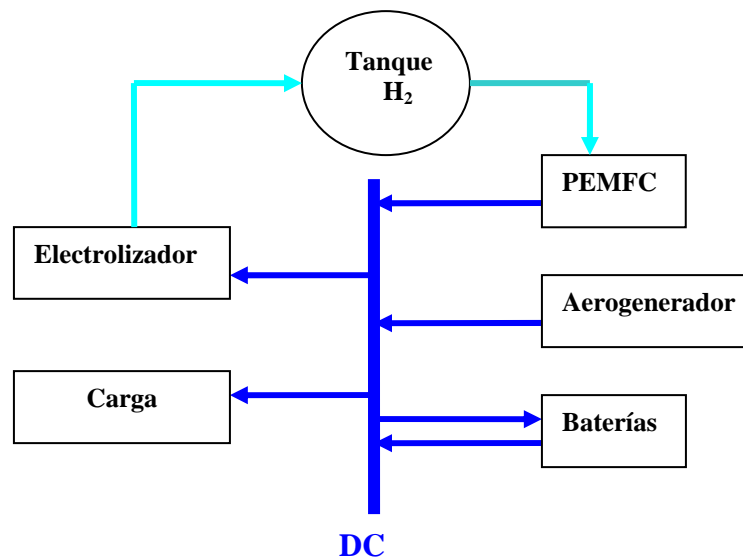 Tanque
H₂
PEMFC
Electrolizador
Aerogenerador
Carga
Baterías
DC